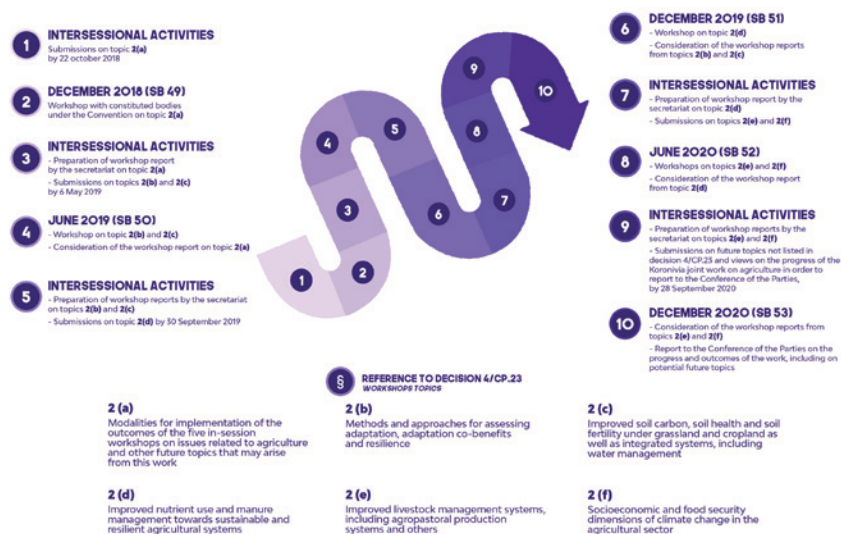 1
INTERSESSIONAL ACTIVITIES
Submissions on topic 2(a)
by 22 october 2018
2
DECEMBER 2018 (SB 49)
Workshop with constituted bodies
under the Convention on topic 2(a)
3
INTERSESSIONAL ACTIVITIES
- Preparation of workshop report
by the secretariat on topic 2(a)
- Submissions on topics 2(b) and 2(c)
by 6 May 2019
4
JUNE 2019 (SB 50)
- Workshop on topic 2(b) and 2(c)
- Consideration of the workshop report on topic 2(a)
5
INTERSESSIONAL ACTIVITIES
- Preparation of workshop reports by the secretariat
on topics 2(b) and 2(c)
- Submissions on topic 2(d) by 30 September 2019
1
2
3
4
5
6
7
8
9
10
6
DECEMBER 2019 (SB 51)
- Workshop on topic 2(d)
- Consideration of the workshop reports
from topics 2(b) and 2(c)
7
INTERSESSIONAL ACTIVITIES
- Preparation of workshop report by the
secretariat on topic 2(d)
- Submissions on topics 2(e) and 2(f)
8
JUNE 2020 (SB 52)
- Workshops on topics 2(e) and 2(f)
- Consideration of the workshop report
from topic 2(d)
9
INTERSESSIONAL ACTIVITIES
- Preparation of workshop reports by the
secretariat on topics 2(e) and 2(f)
- Submissions on future topics not listed in
decision 4/CP.23 and views on the progress of the
Koronivia joint work on agriculture in order to
report to the Conference of the Parties,
by 28 September 2020
10
DECEMBER 2020 (SB 53)
- Consideration of the workshop reports from
topics 2(e) and 2(f)
- Report to the Conference of the Parties on the
progress and outcomes of the work, including on
potential future topics
§
REFERENCE TO DECISION 4/CP.23
WORKSHOPS TOPICS
2 (a)
Modalities for implementation of the
outcomes of the five in-session
workshops on issues related to agriculture
and other future topics that may arise
from this work
2 (b)
Methods and approaches for assessing
adaptation, adaptation co-benefits
and resilience
2 (c)
Improved soil carbon, soil health and soil
fertility under grassland and cropland as
well as integrated systems, including
water management
2 (d)
Improved nutrient use and manure
management towards sustainable and
resilient agricultural systems
2 (e)
Improved livestock management systems,
including agropastoral production
systems and others
2 (f)
Socioeconomic and food security
dimensions of climate change in the
agricultural sector